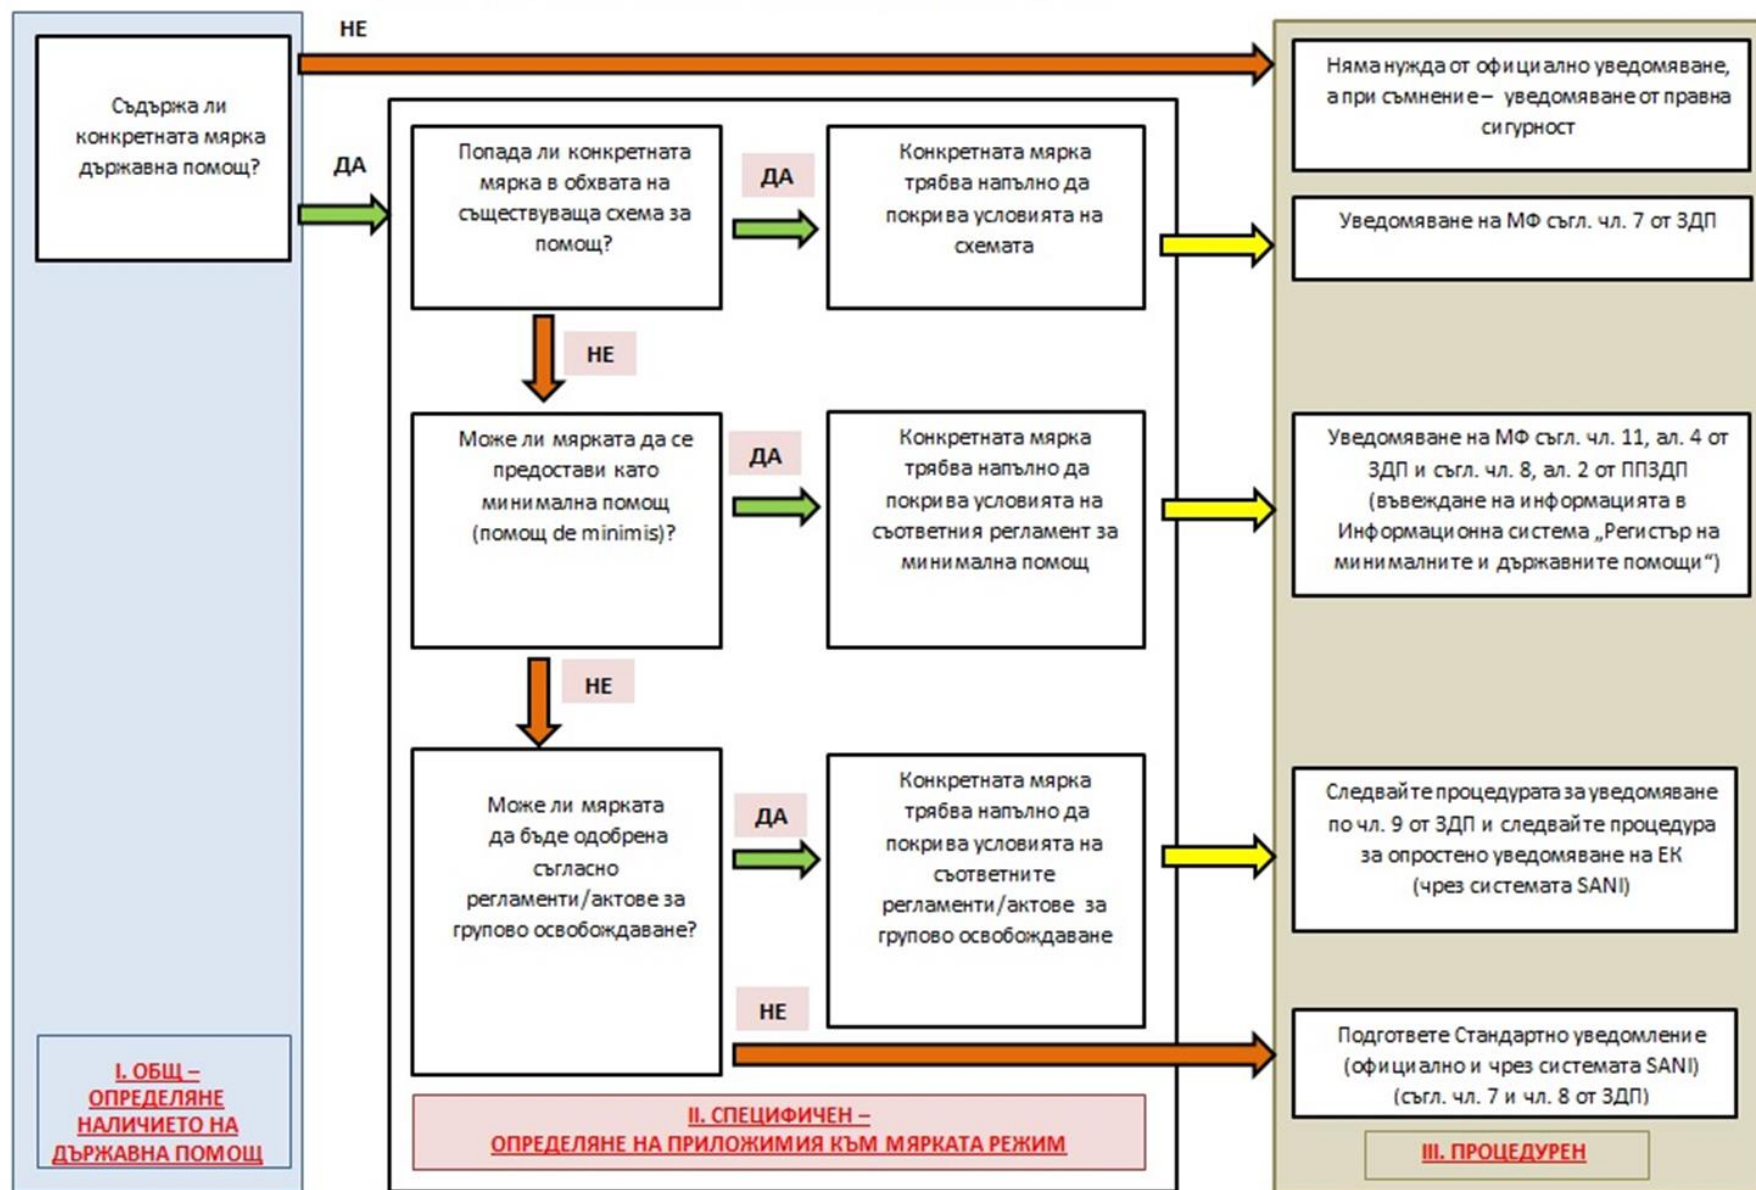 НЕ
Съдържа ли
конкретната мярка
държавна помощ?
ДА
Попада ли конкретната
мярка в обхвата на
съществуваща схема за
помощ?
ДА
Конкретната мярка
трябва напълно да
покрива условията на
схемата
Няма нужда от официално уведомяване,
а при съмнение – уведомяване от правна
сигурност
Уведомяване на МФ съгл. чл. 7 от ЗДП
НЕ
Може ли мярката да се
предостави като
минимална помощ
(помощ de minimis)?
ДА
Конкретната мярка
трябва напълно да
покрива условията на
съответния регламент за
минимална помощ
Уведомяване на МФ съгл. чл. 11, ал. 4 от
ЗДП и съгл. чл. 8, ал. 2 от ППЗДП
(въвеждане на информацията в
Информационна система „Регистър на
минималните и държавните помощи“)
НЕ
Може ли мярката
да бъде одобрена
съгласно
регламенти/актове за
групово освобождаване?
ДА
Конкретната мярка
трябва напълно да
покрива условията на
съответните
регламенти/актове за
групово освобождаване
Следвайте процедурата за уведомяване
по чл. 9 от ЗДП и следвайте процедура
за опростено уведомяване на ЕК
(чрез системата SANI)
НЕ
Подгответе Стандартно уведомление
(официално и чрез системата SANI)
(съгл. чл. 7 и чл. 8 от ЗДП)
I. ОБЩ –
ОПРЕДЕЛЯНЕ
НАЛИЧИЕТО НА
ДЪРЖАВНА ПОМОЩ
II. СПЕЦИФИЧЕН –
ОПРЕДЕЛЯНЕ НА ПРИЛОЖИМИЯ КЪМ МЯРКАТА РЕЖИМ
III. ПРОЦЕДУРЕН